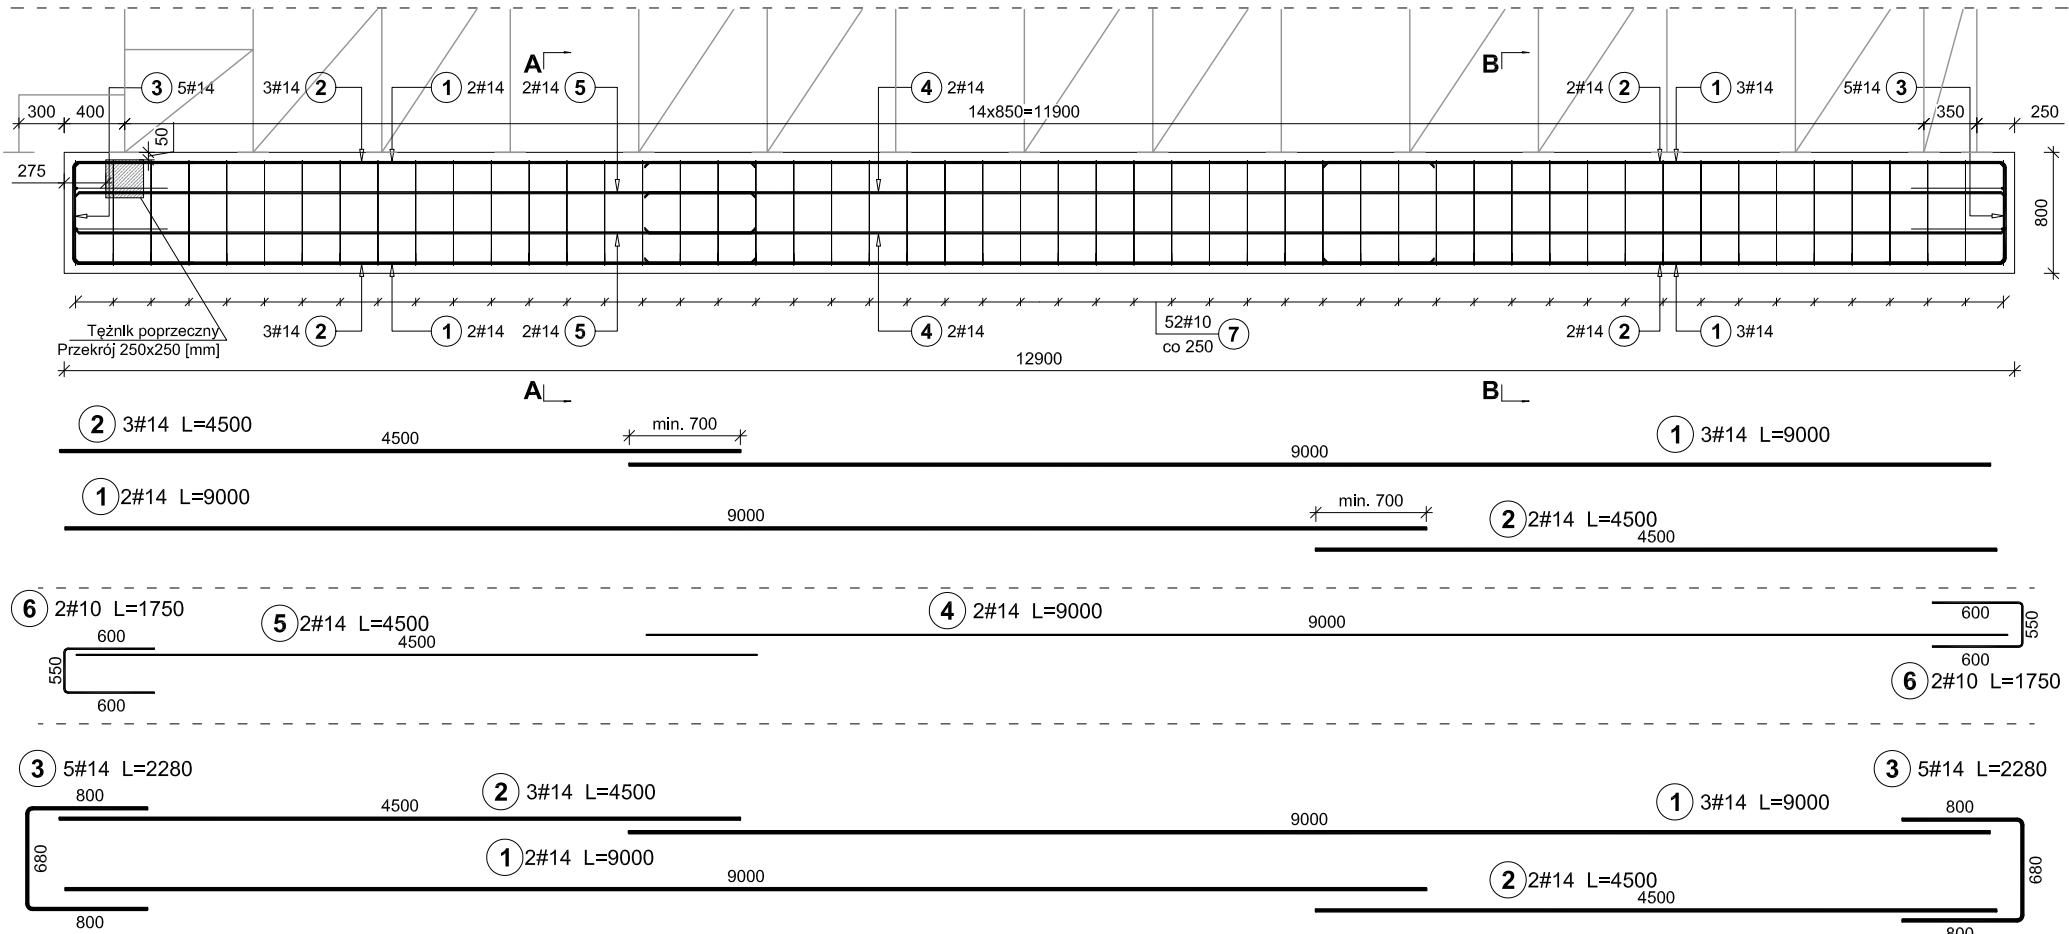 A B
3 5#14 3#14 2 1 2#14 2#14 5 4 2#14 2#14 2 1 3#14 5#14 3
300 400 50 14x850=11900 350 250
275
800
3#14 2 1 2#14 2#14 5 4 2#14 52#10 7 2#14 2 1 3#14
co 250
Tężnik poprzeczny
Przekrój 250x250 [mm]
12900
A B
2 3#14 L=4500
4500 min. 700
1 3#14 L=9000
9000
1 2#14 L=9000
9000 min. 700
2 2#14 L=4500
4500
6 2#10 L=1750
600
550
600
5 2#14 L=4500
4500
4 2#14 L=9000
9000
600
550
600
6 2#10 L=1750
3 5#14 L=2280
800
680
800
2 3#14 L=4500
4500
1 3#14 L=9000
9000
1 2#14 L=9000
9000
2 2#14 L=4500
4500
3 5#14 L=2280
800
680
800